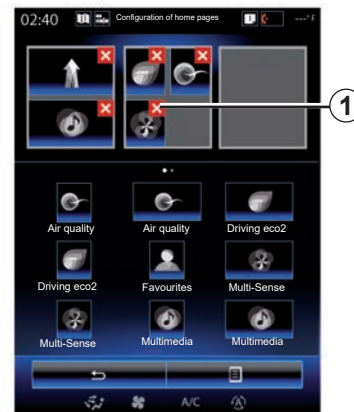 02:40 Configuration of home pages ---° F
1
Air quality Air quality Driving eco2
Driving eco2 Favourites Multi-Sense
Multi-Sense Multimedia Multimedia
A/C